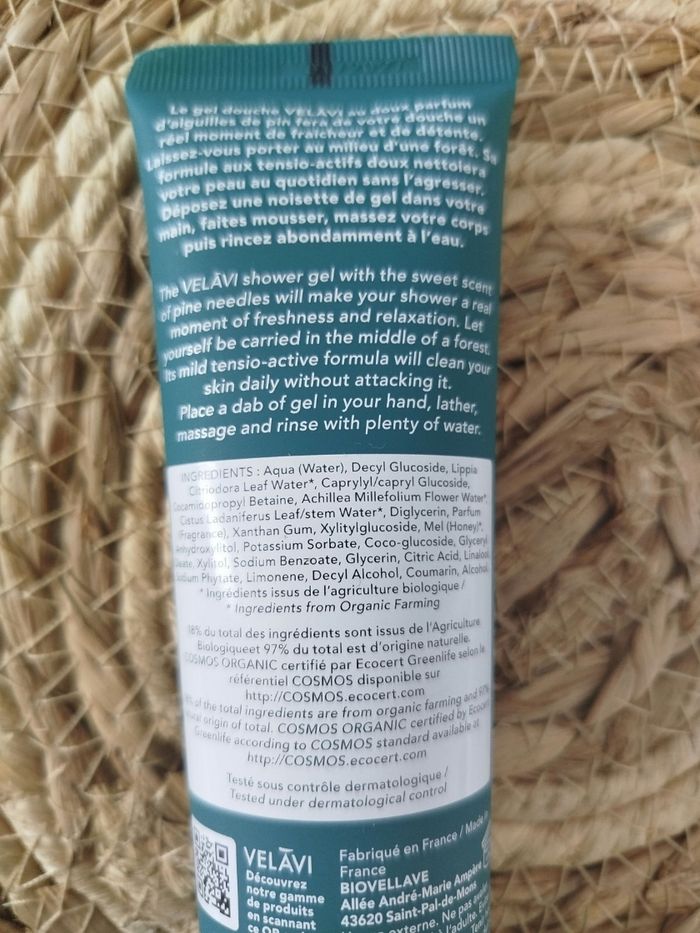 Le gel douche VELĀVI au doux parfum
d'aiguilles de pin fera de votre douche un
réel moment de fraîcheur et de détente.
Laissez-vous porter au milieu d'une forêt. Sa
formule aux tensio-actifs doux nettoiera
votre peau au quotidien sans l'agresser.
Déposez une noisette de gel dans votre
main, faites mousser, massez votre corps
puis rincez abondamment à l'eau.
The VELĀVI shower gel with the sweet scent
of pine needles will make your shower a real
moment of freshness and relaxation. Let
yourself be carried in the middle of a forest.
Its mild tensio-active formula will clean your
skin daily without attacking it.
Place a dab of gel in your hand, lather,
massage and rinse with plenty of water.
INGREDIENTS : Aqua (Water), Decyl Glucoside, Lippia
Citriodora Leaf Water*, Caprylyl/capryl Glucoside,
Cocamidopropyl Betaine, Achillea Millefolium Flower Water*,
Cistus Ladaniferus Leaf/stem Water*, Diglycerin, Parfum
(Fragrance), Xanthan Gum, Xylitylglucoside, Mel (Honey)*,
Anhydroxylitol, Potassium Sorbate, Coco-glucoside, Glyceryl
Oleate, Xylitol, Sodium Benzoate, Glycerin, Citric Acid, Linalool,
Sodium Phytate, Limonene, Decyl Alcohol, Coumarin, Alcohol.
* Ingrédients issus de l'agriculture biologique /
* Ingredients from Organic Farming
18% du total des ingrédients sont issus de l'Agriculture
Biologiqueet 97% du total est d'origine naturelle.
COSMOS ORGANIC certifié par Ecocert Greenlife selon le
référentiel COSMOS disponible sur
http://COSMOS.ecocert.com
of the total ingredients are from organic farming and 97%
origin of total. COSMOS ORGANIC certified by Ecocert
Greenlife according to COSMOS standard available at
http://COSMOS.ecocert.com
Testé sous contrôle dermatologique /
Tested under dermatological control
VELĀVI
Découvrez
notre gamme
de produits
en scannant
ce QR
Fabriqué en France / Made in
France
BIOVELLAVE
Allée André-Marie Ampère
43620 Saint-Pal-de-Mons
externe. Ne pas
l'adulte.